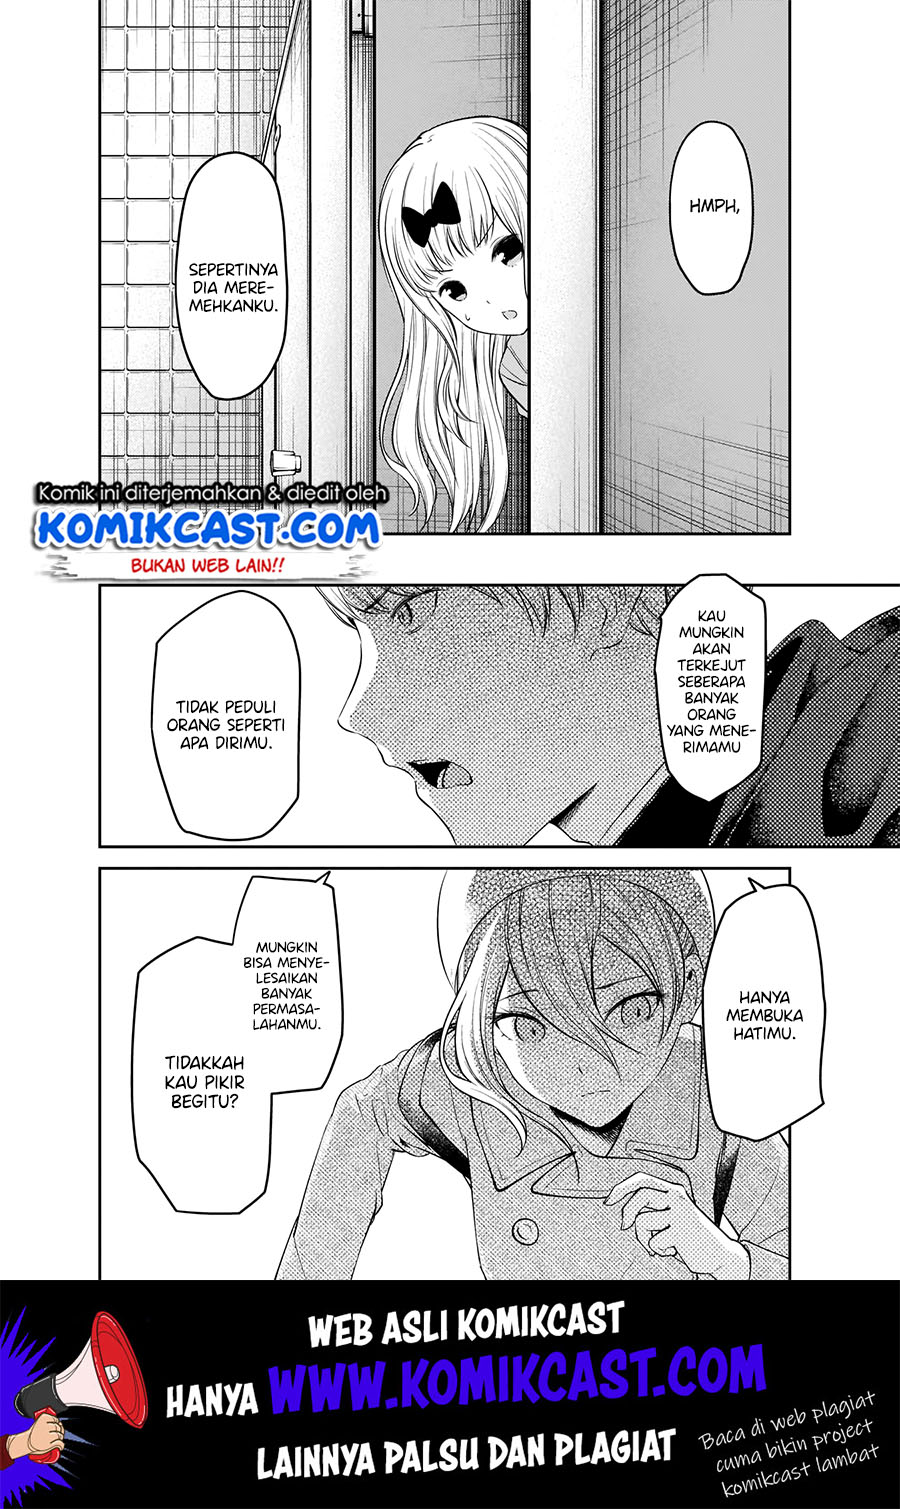 HMPH,
SEPERTINYA
DIA MERE-
MEHKANKU.
Komik ini diterjemahkan & diedit oleh
KOMIKCAST.COM
BUKAN WEB LAIN!!
KAU
MUNGKIN
AKAN
TERKEJUT
SEBERAPA
BANYAK
ORANG
YANG MENE-
RIMAMU
TIDAK PEDULI
ORANG SEPERTI
APA DIRIMU.
HANYA
MEMBUKA
HATIMU.
MUNGKIN
BISA MENYE-
LESAIKAN
BANYAK
PERMASA-
LAHANMU.
TIDAKKAH
KAU PIKIR
BEGITU?
WEB ASLI KOMIKCAST
HANYA WWW.KOMIKCAST.COM
LAINNYA PALSU DAN PLAGIAT
Baca di web plagiat
cuma bikin project
komikcast lambat